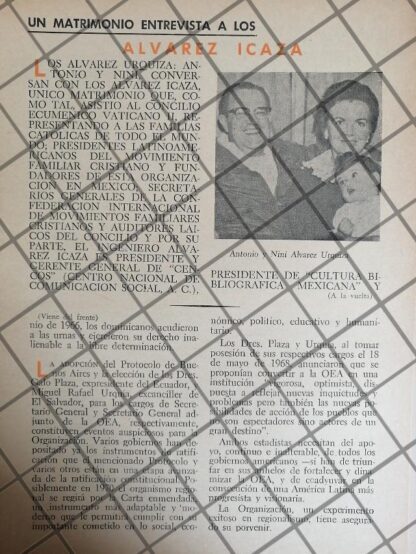 UN MATRIMONIO ENTREVISTA A LOS
ALVAREZ ICAZA
LOS ALVAREZ URQUIZA: AN-
TONIO Y NINI, CONVER-
SAN CON LOS ALVAREZ ICAZA,
UNICO MATRIMONIO QUE, CO-
MO TAL, ASISTIO AL CONCILIO
ECUMENICO VATICANO II, RE-
PRESENTANDO A LAS FAMILIAS
CATOLICAS DE TODO EL MUN-
DO; PRESIDENTES LATINOAME-
RICANOS DEL MOVIMIENTO
FAMILIAR CRISTIANO Y FUN-
DADORES DE ESTA ORGANIZA-
CION EN MEXICO; SECRETA-
RIOS GENERALES DE LA CON-
FEDERACION INTERNACIONAL
DE MOVIMIENTOS FAMILIARES
CRISTIANOS Y AUDITORES LAI-
COS DEL CONCILIO Y POR SU
PARTE, EL INGENIERO ALVA-
REZ ICAZA ES PRESIDENTE Y
GERENTE GENERAL DE "CEN-
COS" (CENTRO NACIONAL DE
COMUNICACION SOCIAL, A. C.),
Antonio y Nini Alvarez Urquiza
PRESIDENTE DE "CULTURA BI-
BLIOGRAFICA MEXICANA"
(A la vuelta)
(Viene del frente)
nio de 1966, los dominicanos acudieron
a las urnas y ejercieron su derecho ina-
lienable a la libre determinación.
LA ADOPCIÓN del Protocolo de Bue-
nos Aires y la elección de los Dres.
Galo Plaza, expresidente del Ecuador,
y Miguel Rafael Urquía, excanciller de
El Salvador, para los cargos de Secre-
tario General y Secretario General ad-
junto de la OEA, respectivamente,
constituyen eventos auspiciosos para la
Organización. Varios gobiernos han de-
positado ya los instrumentos de ratifi-
cación del mencionado Protocolo y
varios otros están en
de la ratificación constitucional. Posi-
blemente en 1970 el organismo regio-
nal se regirá por la Carta enmendada,
un instrumento más adaptable y 'mo-
derno que le permitirá cumplir con el
importante cometido en lo social, eco-
nómico, político, educativo y humani-
tario.
Los Dres. Plaza y Urquía, al tomar
posesión de sus respectivos cargos el 18
de mayo de 1968, anunciaron que se
proponían convertir a la OEA en una
institución vigorosa, optimista, dis-
puesta a reflejar nuevas inquietudes y
problemas pero también las nuevas po-
sibilidades de acción de los pueblos que
no son espectadores sino actores de un
gran destino".
Ambos estadistas necesitan del apo-
yo, continuo e inalterable, de todos los
gobiernos americanos —si han de triun-
far en sus anhelos de fortalecer y dina-
mizar la OEA, y de coadyuvar en la
conversión de una América Latina más
progresista y visionaria.
La Organización, un experimento
exitoso en regionalismo, tiene asegura-
do su porvenir.